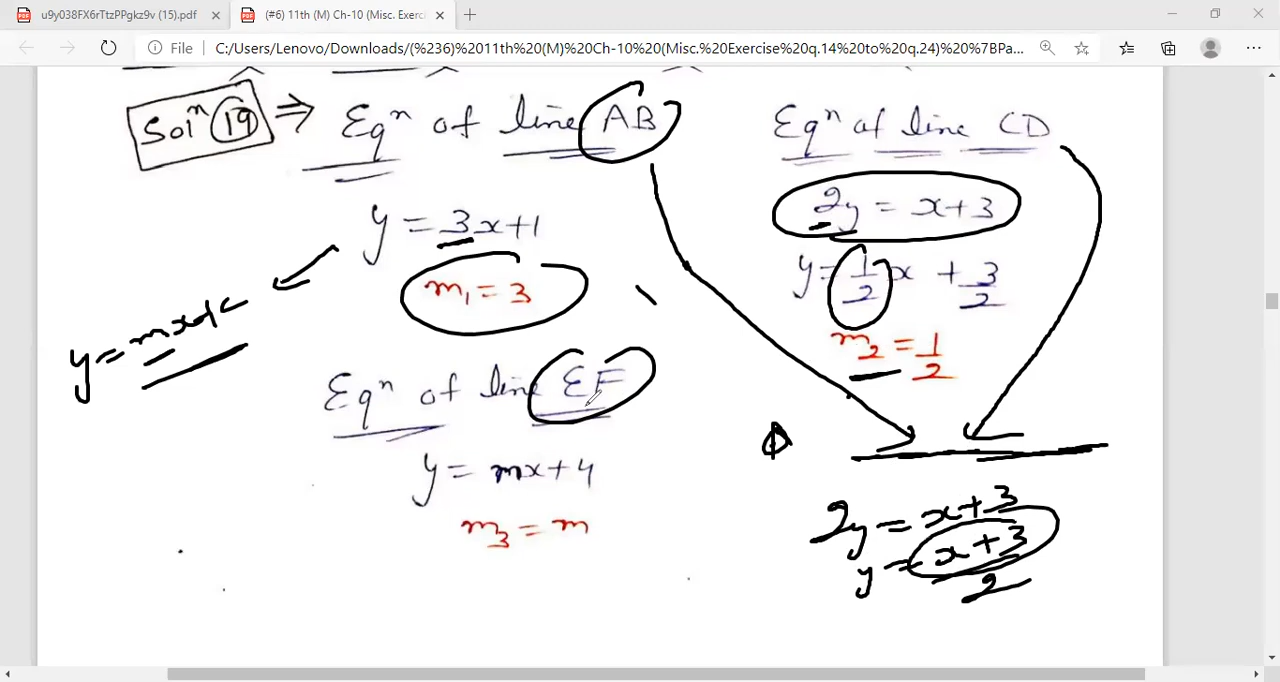 u9y038FX6rTtzPPgkz9v (15).pdf
(#6) 11th (M) Ch-10 (Misc. Exerci
File
C:/Users/Lenovo/Downloads/(%236)%2011th%20(M)%20Ch-10%20(Misc.%20Exercise%20q.14%20to%20q.24)%20%7BPa...
Solⁿ 19 ⇒ Eqⁿ of line AB
y = 3x+1
m₁ = 3
y = mx+c
Eqⁿ of line EF
y = mx+4
m₃ = m
Eqⁿ of line CD
2y = x+3
y = 1/2 x + 3/2
m₂ = 1/2
2y = x+3
y = x+3/2